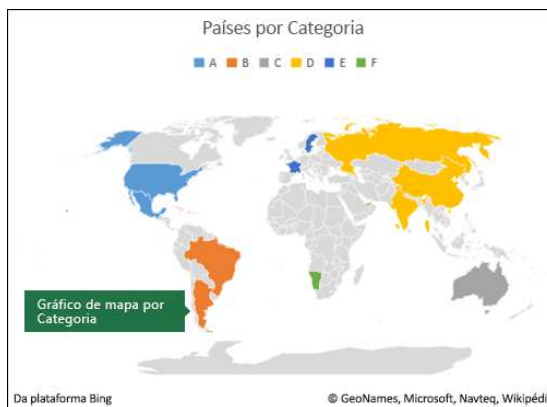 Países por Categoria
A B C D E F
Gráfico de mapa por
Categoria
Da plataforma Bing © GeoNames, Microsoft, Navteq, Wikipédi